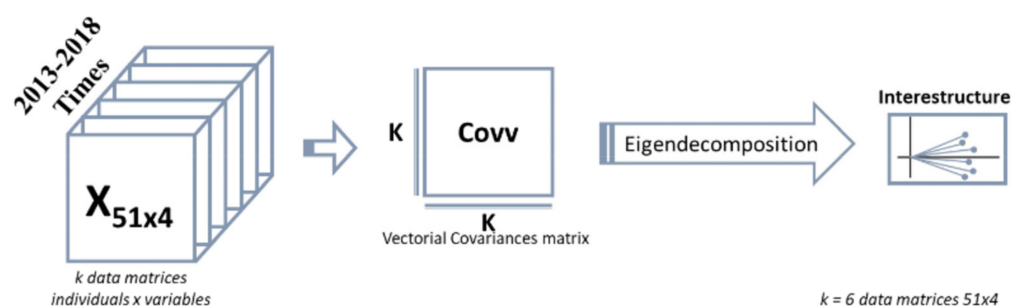 2013-2018
Times
X51x4
k data matrices
individuals x variables
K
Covv
K
Vectorial Covariances matrix
Eigendecomposition
Interestructure
k = 6 data matrices 51x4